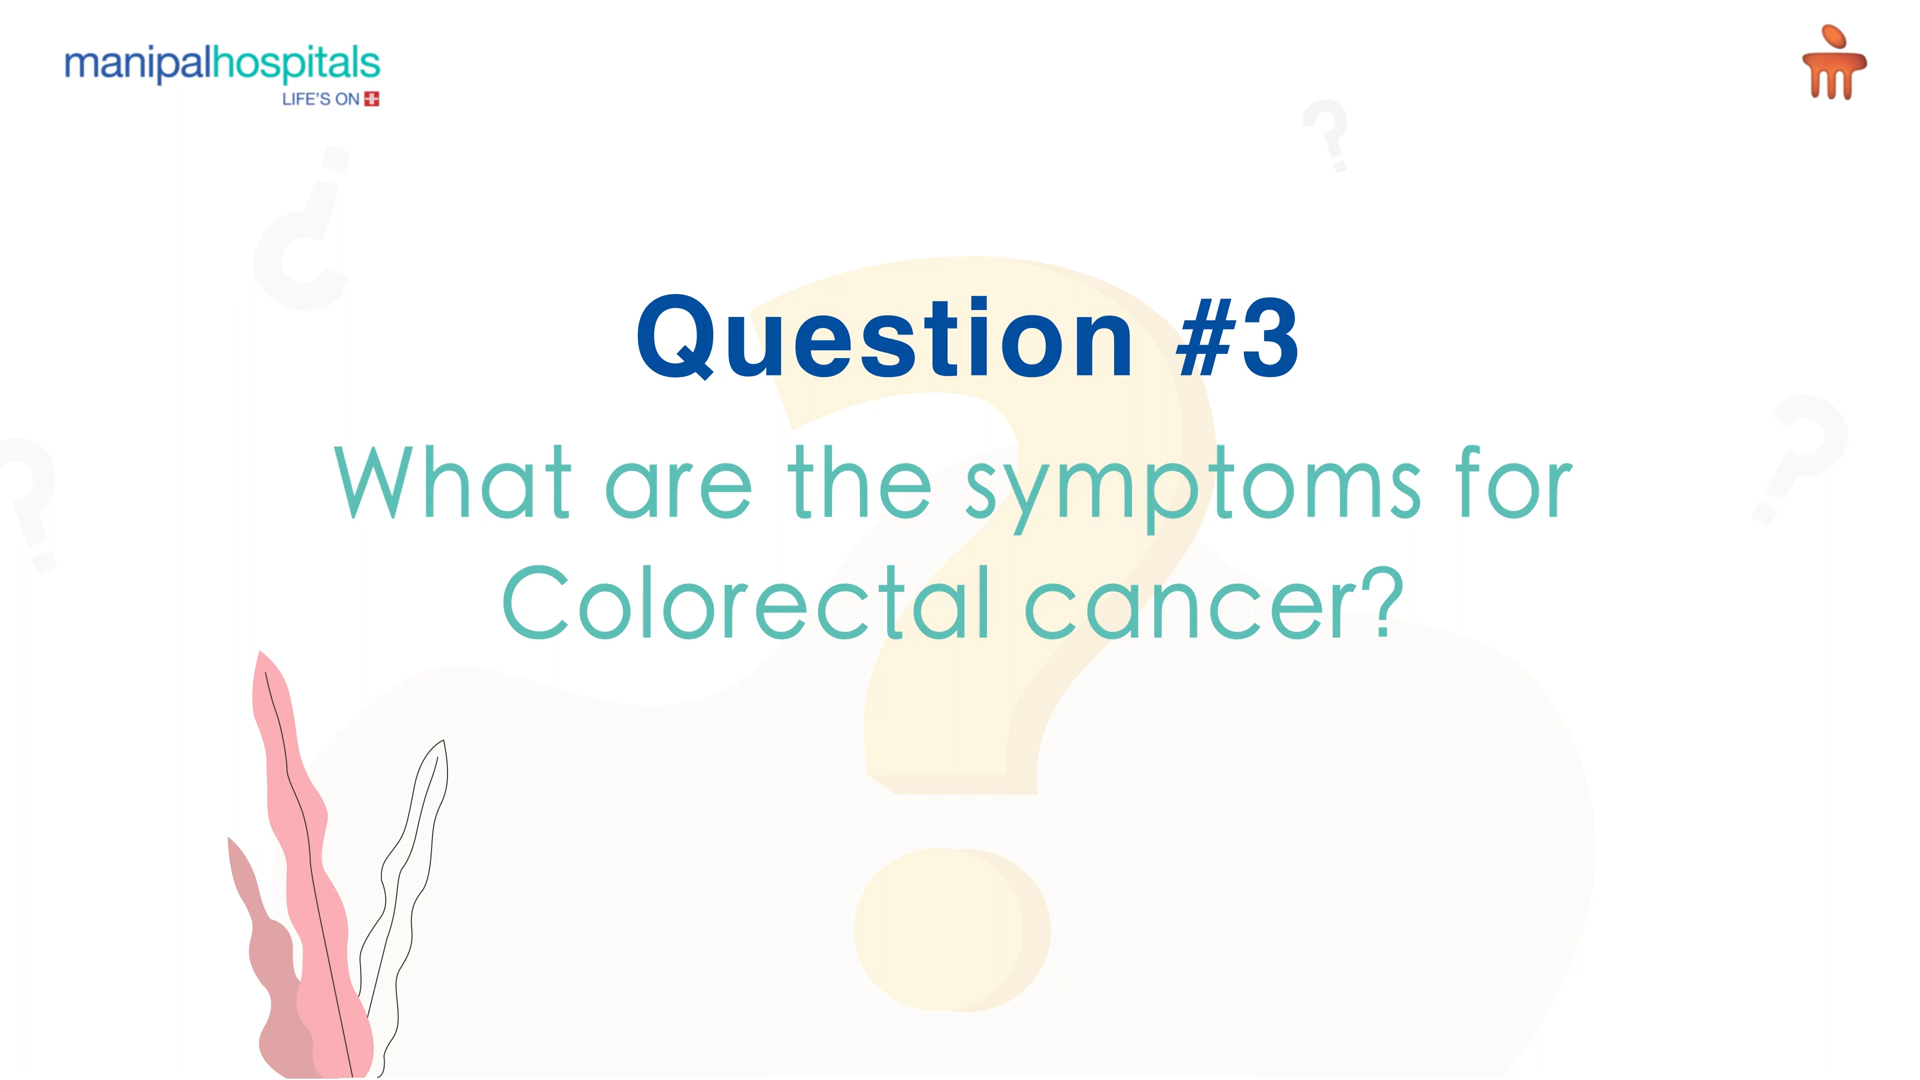 manipalhospitals
LIFE'S ON
Question #3
What are the symptoms for
Colorectal cancer?